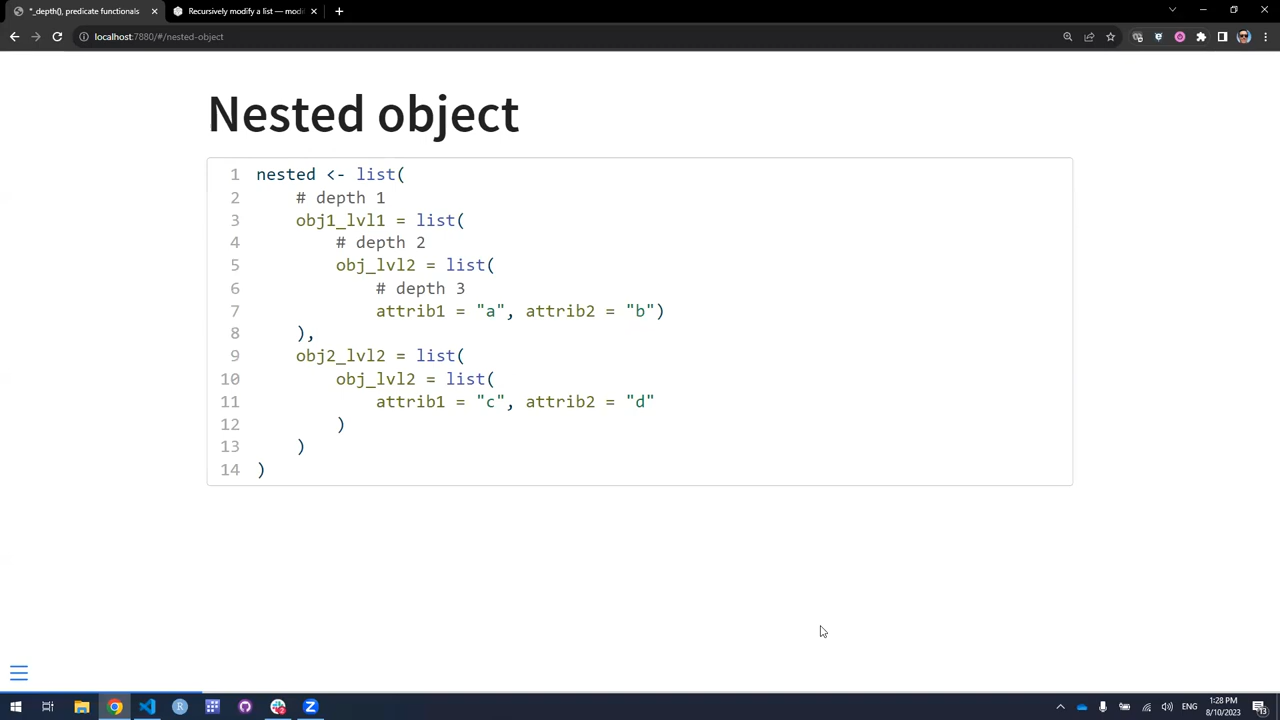 *_depth(), predicate functionals
Recursively modify a list — modi
localhost:7880/#/nested-object
Nested object
1 nested <- list(
2 # depth 1
3 obj1_lvl1 = list(
4 # depth 2
5 obj_lvl2 = list(
6 # depth 3
7 attrib1 = "a", attrib2 = "b")
8 ),
9 obj2_lvl2 = list(
10 obj_lvl2 = list(
11 attrib1 = "c", attrib2 = "d"
12 )
13 )
14 )
ENG
1:28 PM
8/10/2023